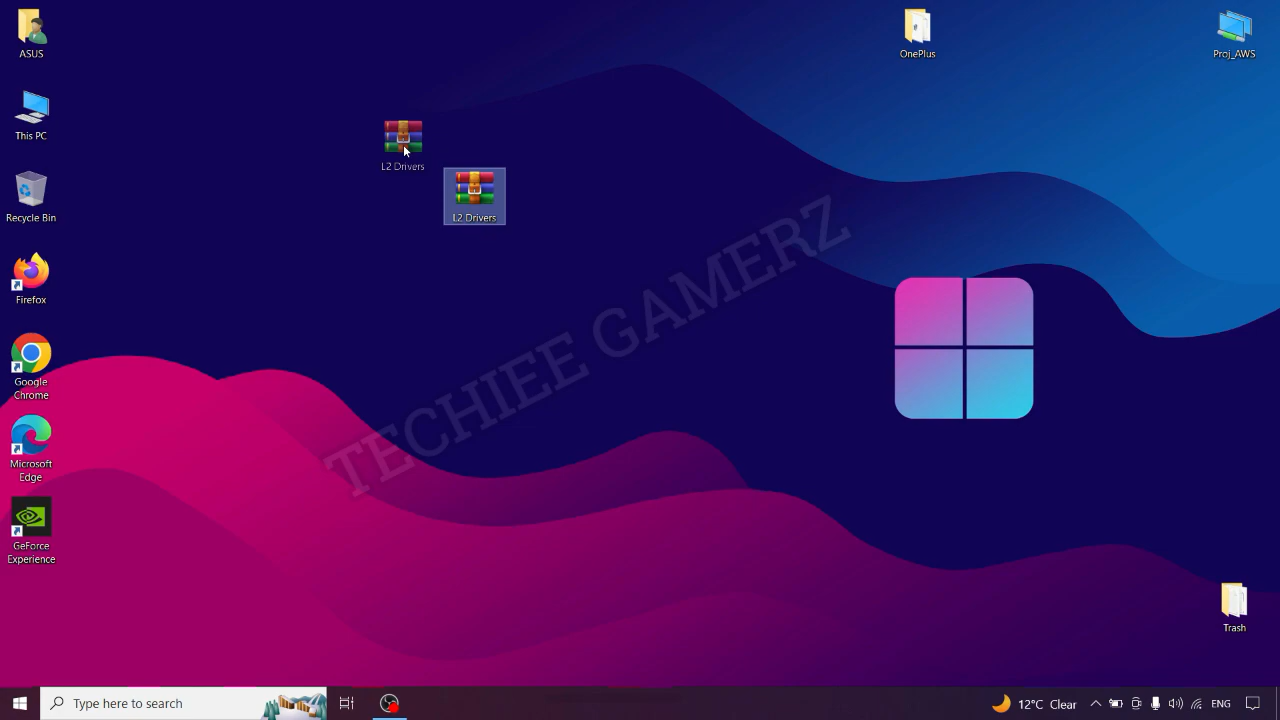 ASUS
OnePlus
Proj_AWS
This PC
L2 Drivers
L2 Drivers
Recycle Bin
TECHIEE GAMERZ
Firefox
Google
Chrome
Microsoft
Edge
GeForce
Experience
Trash
Type here to search
12°C Clear
ENG